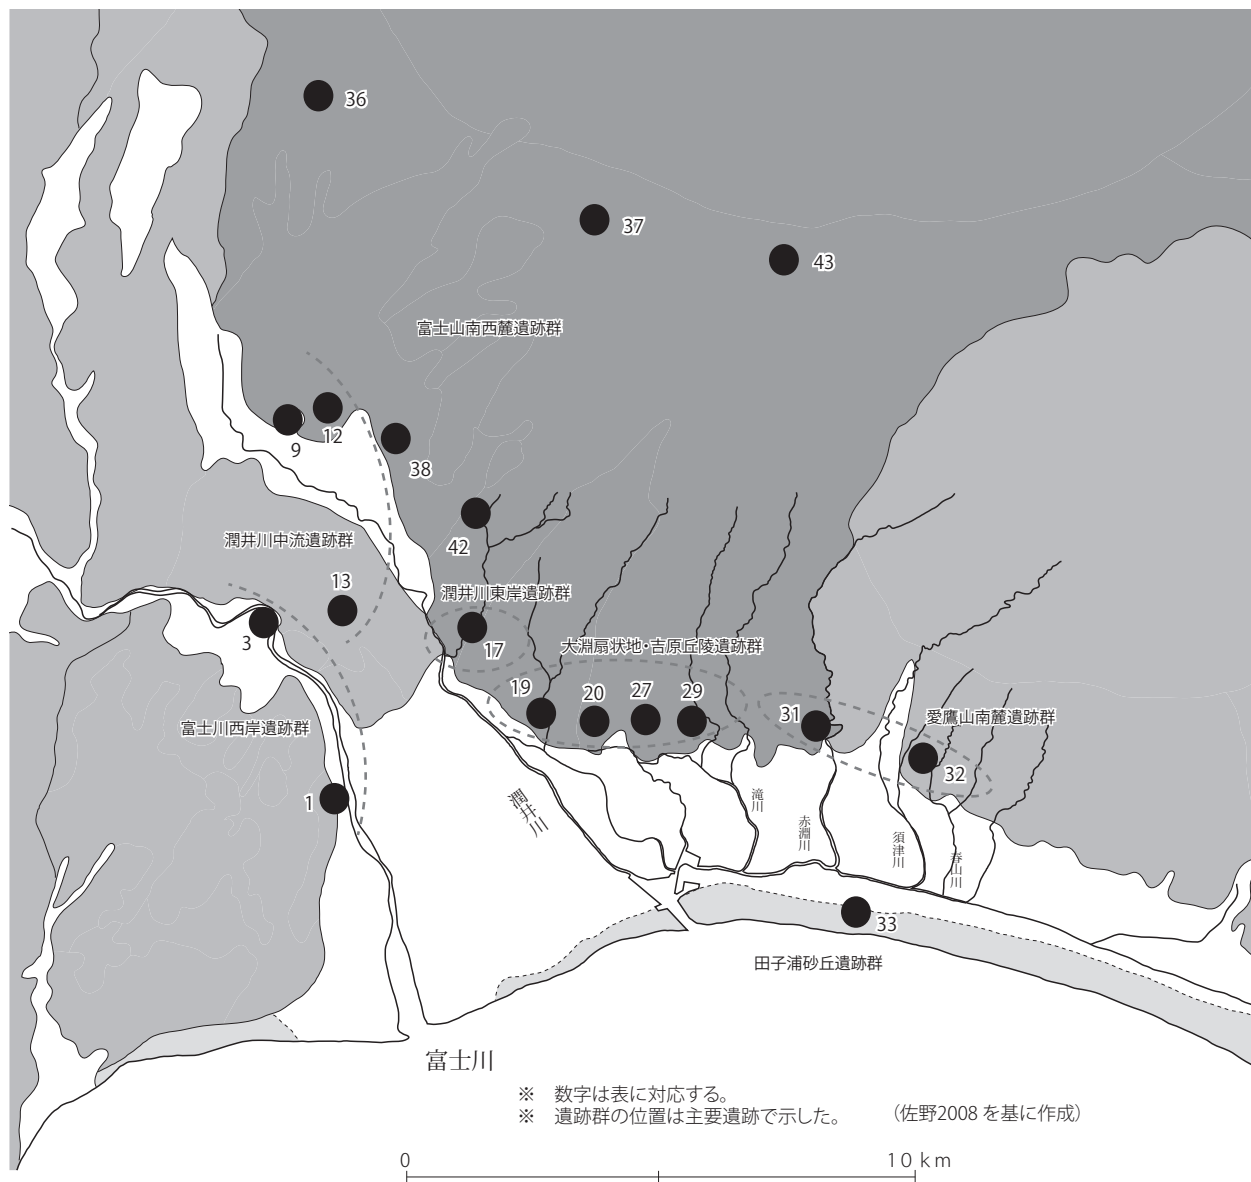 36
37
43
富士山南西麓遺跡群
9
12
38
42
潤井川中流遺跡群
13
潤井川東岸遺跡群
3
17
大淵扇状地・吉原丘陵遺跡群
19
20
27
29
31
愛鷹山南麓遺跡群
32
富士川西岸遺跡群
1
潤井川
滝川
赤淵川
須津川
春山川
33
田子浦砂丘遺跡群
富士川
※ 数字は表に対応する。
※ 遺跡群の位置は主要遺跡で示した。 （佐野2008 を基に作成）
0 10 km